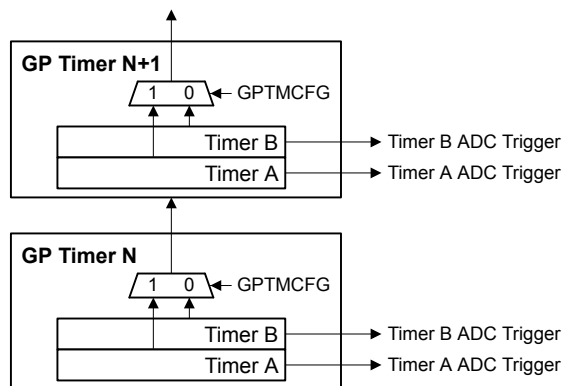 GP Timer N+1
1 0
GPTMCFG
Timer B
Timer B ADC Trigger
Timer A
Timer A ADC Trigger
GP Timer N
1 0
GPTMCFG
Timer B
Timer B ADC Trigger
Timer A
Timer A ADC Trigger